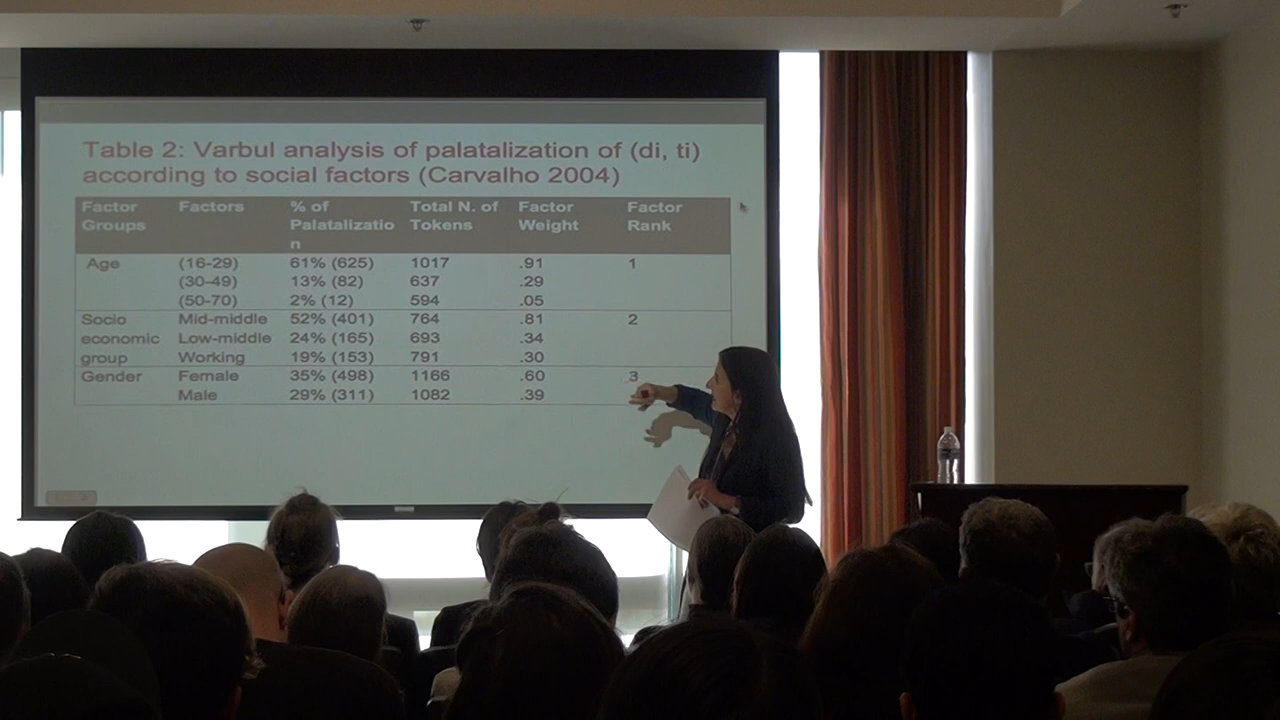 Table 2: Varbul analysis of palatalization of (di, ti)
according to social factors (Carvalho 2004)
Factor Groups Factors % of Palatalizatio n Total N. of Tokens Factor Weight Factor Rank
Age (16-29) 61% (625) 1017 .91 1
(30-49) 13% (82) 637 .29
(50-70) 2% (12) 594 .05
Socio Mid-middle 52% (401) 764 .81 2
economic Low-middle 24% (165) 693 .34
group Working 19% (153) 791 .30
Gender Female 35% (498) 1166 .60 3
Male 29% (311) 1082 .39